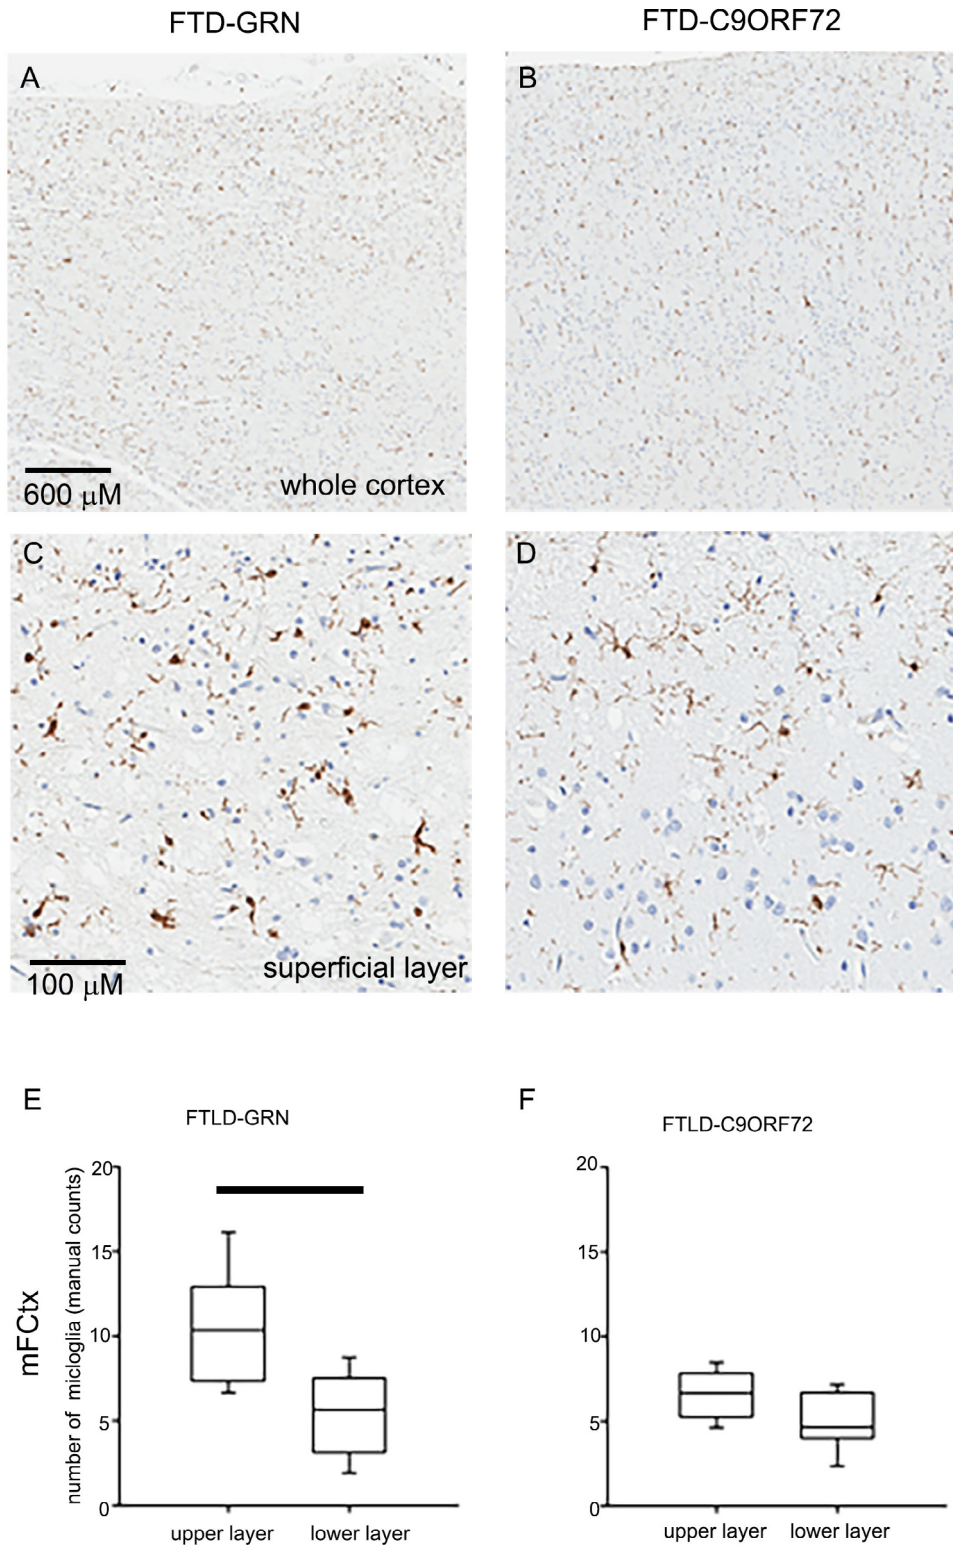 FTD-GRN
FTD-C9ORF72
A
B
600 µM
whole cortex
C
D
100 µM
superficial layer
E
F
FTLD-GRN
FTLD-C9ORF72
mFCtx
number of micloglia (manual counts)
20
15
10
5
0
upper layer
lower layer
20
15
10
5
0
upper layer
lower layer